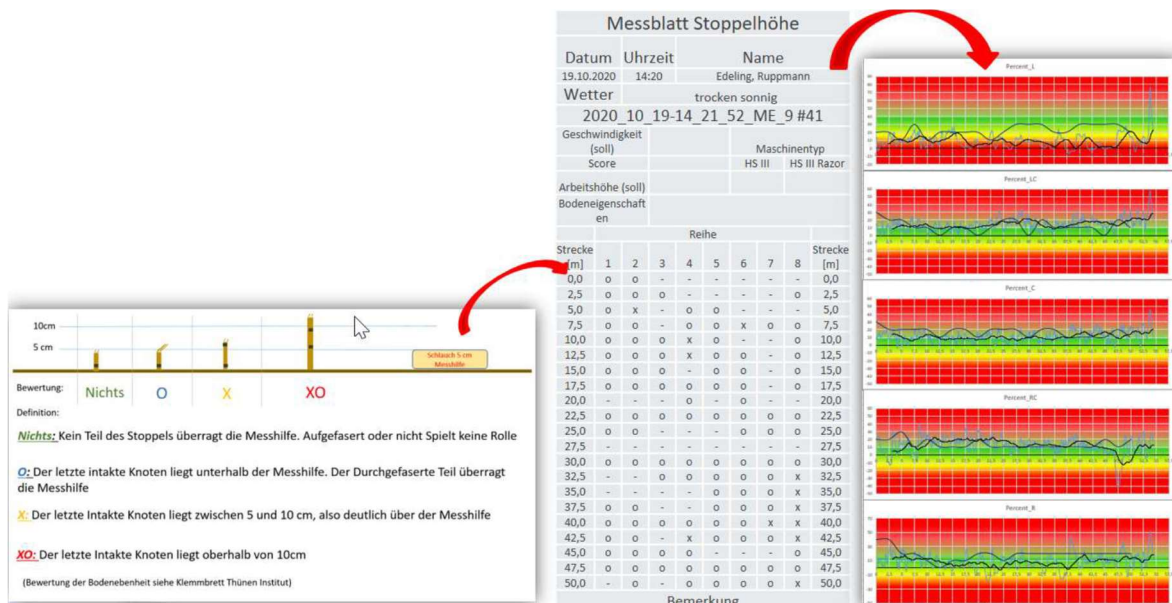 10cm
5 cm
Schlauch 5 cm
Messhilfe
Bewertung:
Nichts O X XO
Definition:
Nichts: Kein Teil des Stoppels überragt die Messhilfe. Aufgefasert oder nicht Spielt keine Rolle
O: Der letzte intakte Knoten liegt unterhalb der Messhilfe. Der Durchgefaserte Teil überragt
die Messhilfe
X: Der letzte Intakte Knoten liegt zwischen 5 und 10 cm, also deutlich über der Messhilfe
XO: Der letzte Intakte Knoten liegt oberhalb von 10cm
(Bewertung der Bodenebenheit siehe Klemmbrett Thünen Institut)
Messblatt Stoppelhöhe
Datum Uhrzeit Name
19.10.2020 14:20 Edeling, Ruppmann
Wetter trocken sonnig
2020_10_19-14_21_52_ME_9 #41
Geschwindigkeit
(soll) Maschinentyp
Score HS III HS III Razor
Arbeitshöhe (soll)
Bodeneigenschaft
en
Reihe
Strecke Strecke
[m] 1 2 3 4 5 6 7 8 [m]
0,0 o o - - - - - - 0,0
2,5 o o o - - - - o 2,5
5,0 o x - o o - - - 5,0
7,5 o o - o o x o o 7,5
10,0 o o o x o - - o 10,0
12,5 o o o x o o - o 12,5
15,0 o o o - o o - o 15,0
17,5 o o o o o o - o 17,5
20,0 - - - o - o - - 20,0
22,5 o o o o o o o o 22,5
25,0 o o - - - o o o 25,0
27,5 - - - - - - - - 27,5
30,0 o o o o o o o o 30,0
32,5 - - o o o o o x 32,5
35,0 - - - - o o o x 35,0
37,5 o o - - o o o x 37,5
40,0 o o o o o o x x 40,0
42,5 o o - x o o o x 42,5
45,0 o o o o - - - o 45,0
47,5 o o o o o o o o 47,5
50,0 - o - o o o o x 50,0
Bemerkung
Percent_L
Percent_LC
Percent_C
Percent_RC
Percent_R